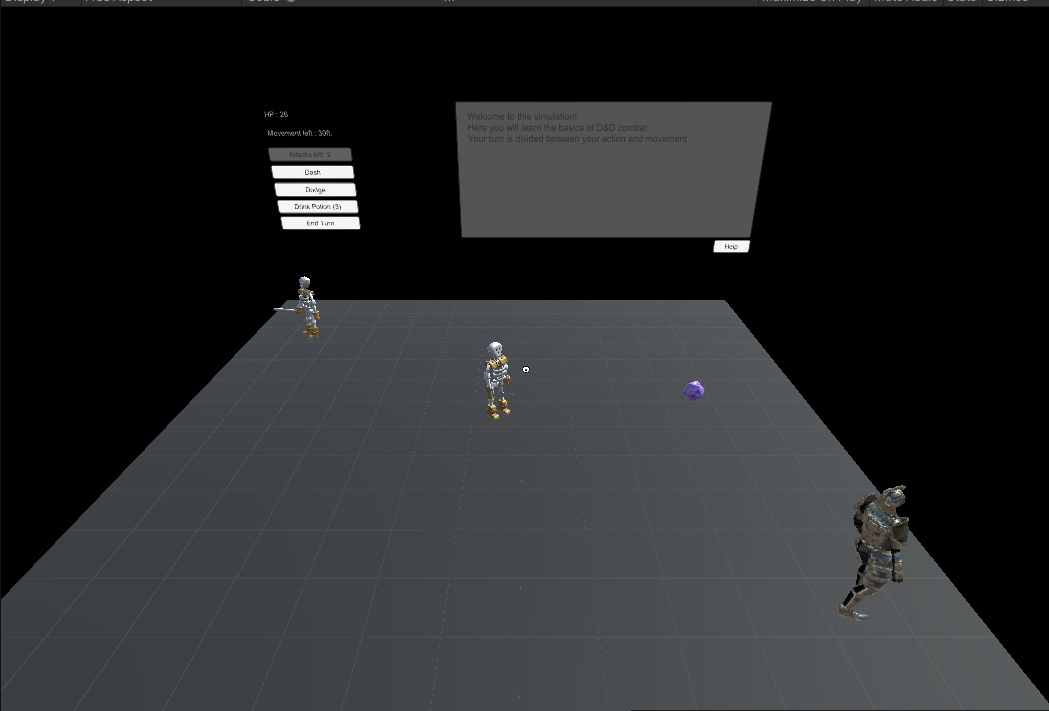 HP : 26
Movement left : 30ft.
Attacks left: 2
Dash
Dodge
Drink Potion (3)
End Turn
Welcome to this simulation!
Here you will learn the basics of D&D combat
Your turn is divided between your action and movement
Help